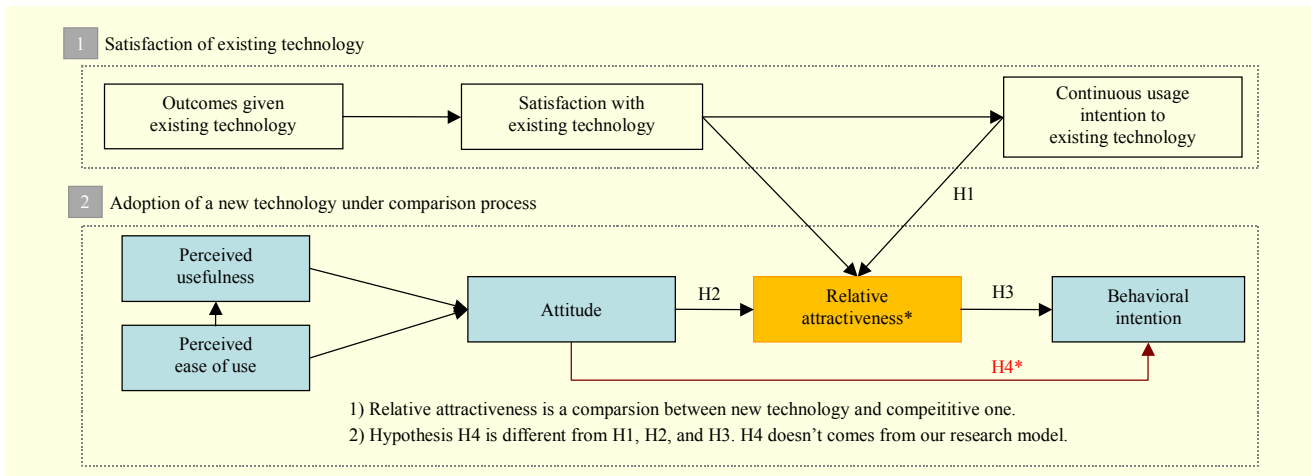 1 Satisfaction of existing technology
Outcomes given
existing technology
Satisfaction with
existing technology
Continuous usage
intention to
existing technology
H1
2 Adoption of a new technology under comparison process
Perceived
usefulness
Perceived
ease of use
Attitude
H2
Relative
attractiveness*
H3
Behavioral
intention
H4*
1) Relative attractiveness is a comparsion between new technology and compeititive one.
2) Hypothesis H4 is different from H1, H2, and H3. H4 doesn’t comes from our research model.